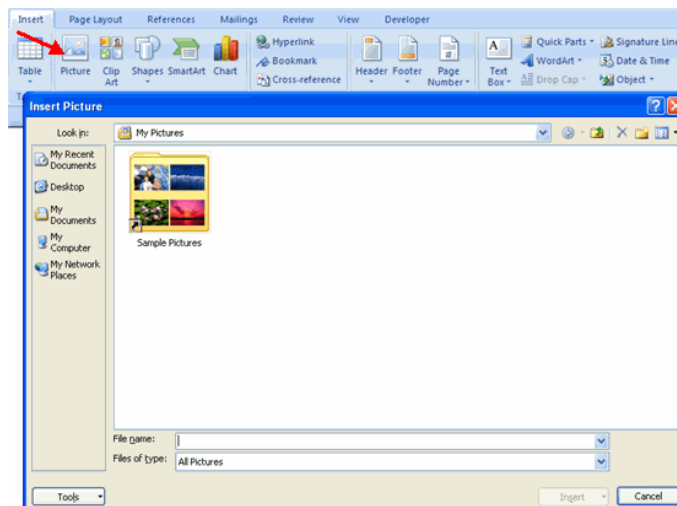 Insert Page Layout References Mailings Review View Developer
Hyperlink Quick Parts Signature Line
Bookmark WordArt Date & Time
Table Picture Clip Art Shapes SmartArt Chart Cross-reference Header Footer Page Number Text Box Drop Cap Object
Insert Picture
Look in: My Pictures
My Recent Documents
Desktop
My Documents
My Computer
My Network Places
Sample Pictures
File name:
Files of type: All Pictures
Tools Insert Cancel